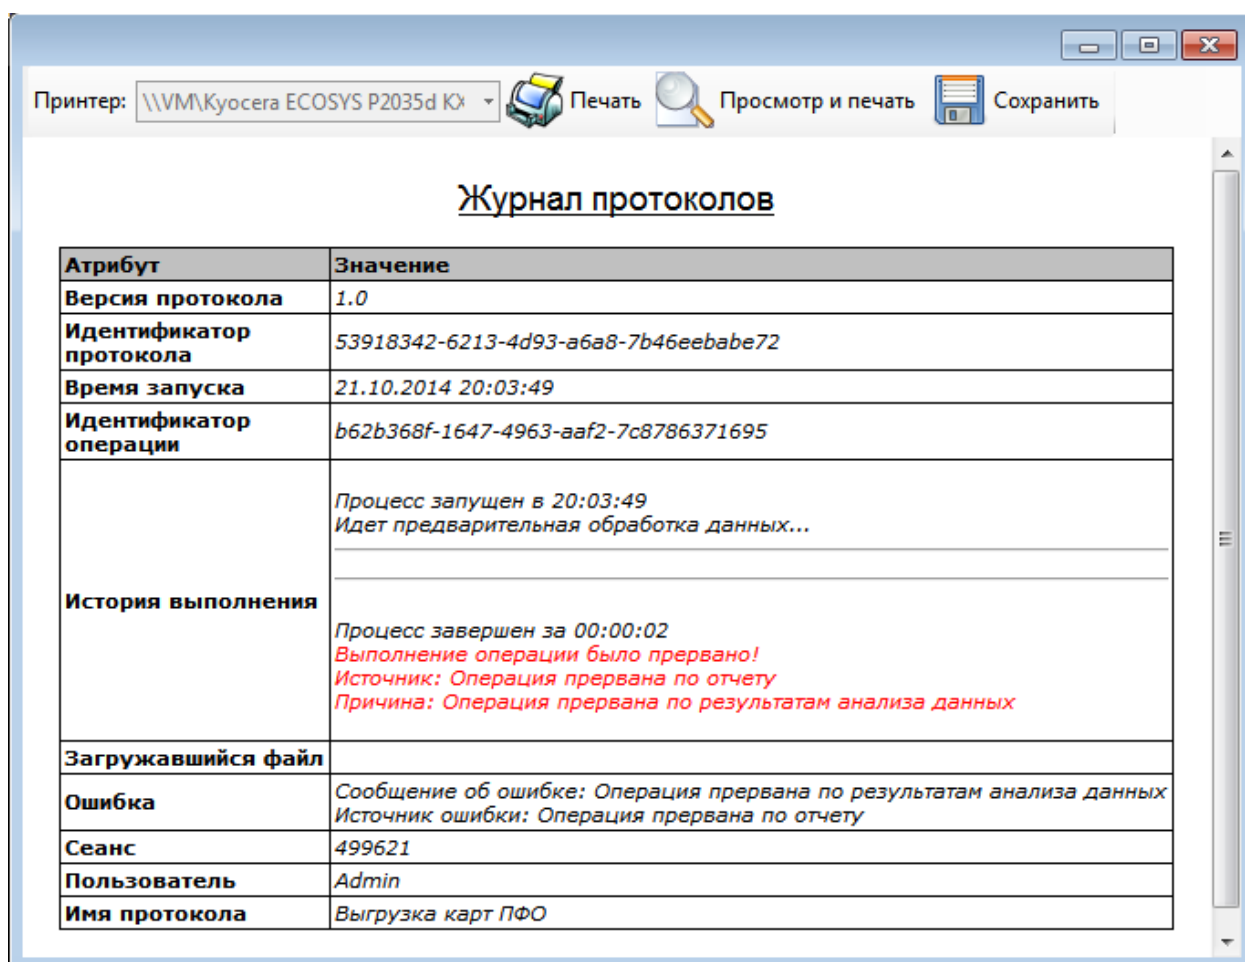 Принтер: \\VM\Kyocera ECOSYS P2035d KX Печать Просмотр и печать Сохранить
Журнал протоколов
Атрибут Значение
Версия протокола 1.0
Идентификатор
протокола
53918342-6213-4d93-a6a8-7b46eebabe72
Время запуска 21.10.2014 20:03:49
Идентификатор
операции
b62b368f-1647-4963-aaf2-7c8786371695
История выполнения
Процесс запущен в 20:03:49
Идет предварительная обработка данных...
Процесс завершен за 00:00:02
Выполнение операции было прервано!
Источник: Операция прервана по отчету
Причина: Операция прервана по результатам анализа данных
Загружавшийся файл
Ошибка
Сообщение об ошибке: Операция прервана по результатам анализа данных
Источник ошибки: Операция прервана по отчету
Сеанс 499621
Пользователь Admin
Имя протокола Выгрузка карт ПФО